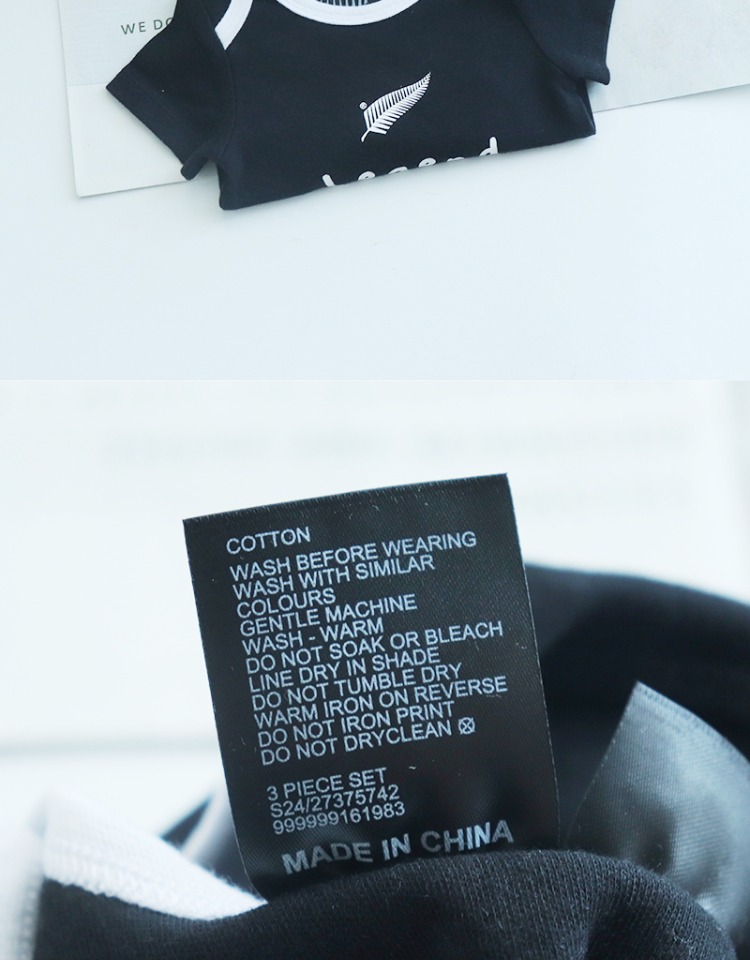 WE DO
Legend
COTTON
WASH BEFORE WEARING
WASH WITH SIMILAR
COLOURS
GENTLE MACHINE
WASH - WARM
DO NOT SOAK OR BLEACH
LINE DRY IN SHADE
DO NOT TUMBLE DRY
WARM IRON ON REVERSE
DO NOT IRON PRINT
DO NOT DRYCLEAN
3 PIECE SET
S24/27375742
999999161983
MADE IN CHINA